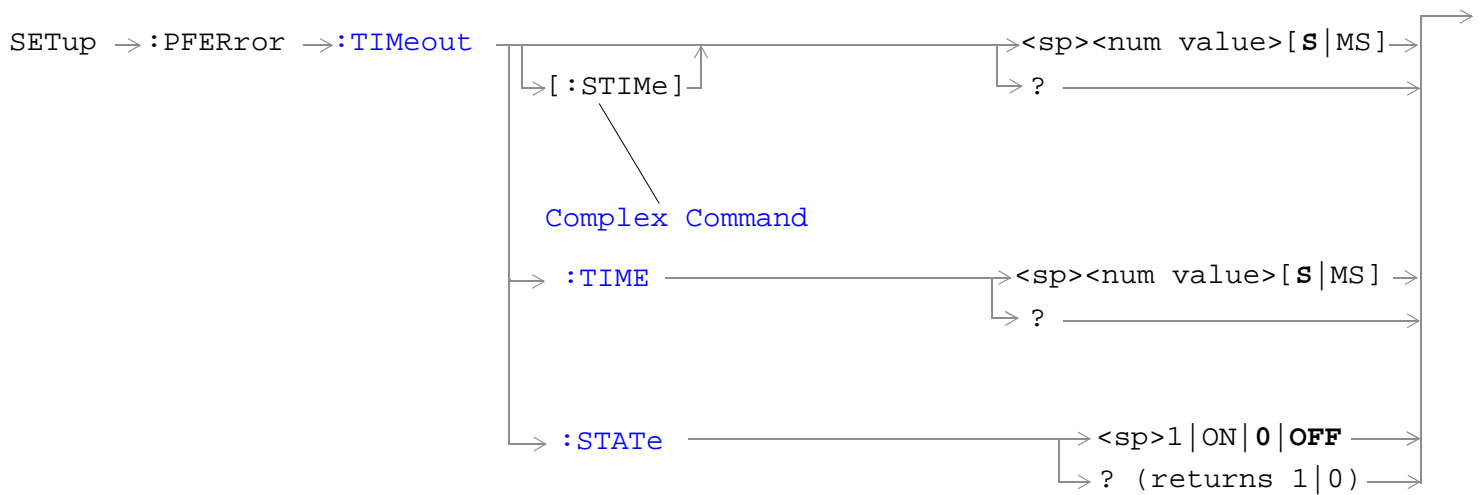 SETup :PFERror :TIMeout <sp><num value>[S|MS]
[:STIMe] ?
Complex Command
:TIME <sp><num value>[S|MS]
?
:STATe <sp>1|ON|0|OFF
? (returns 1|0)